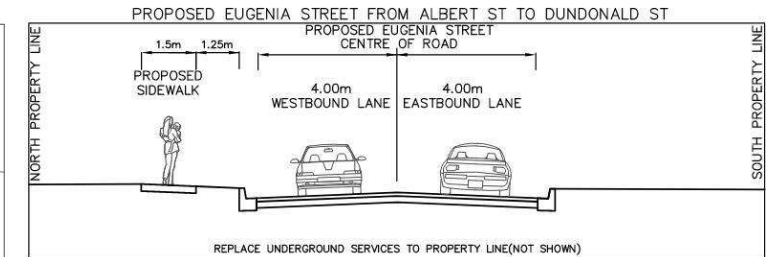 PROPOSED EUGENIA STREET FROM ALBERT ST TO DUNDONALD ST
PROPOSED EUGENIA STREET
CENTRE OF ROAD
NORTH PROPERTY LINE
1.5m
1.25m
PROPOSED
SIDEWALK
4.00m
WESTBOUND LANE
4.00m
EASTBOUND LANE
SOUTH PROPERTY LINE
REPLACE UNDERGROUND SERVICES TO PROPERTY LINE(NOT SHOWN)